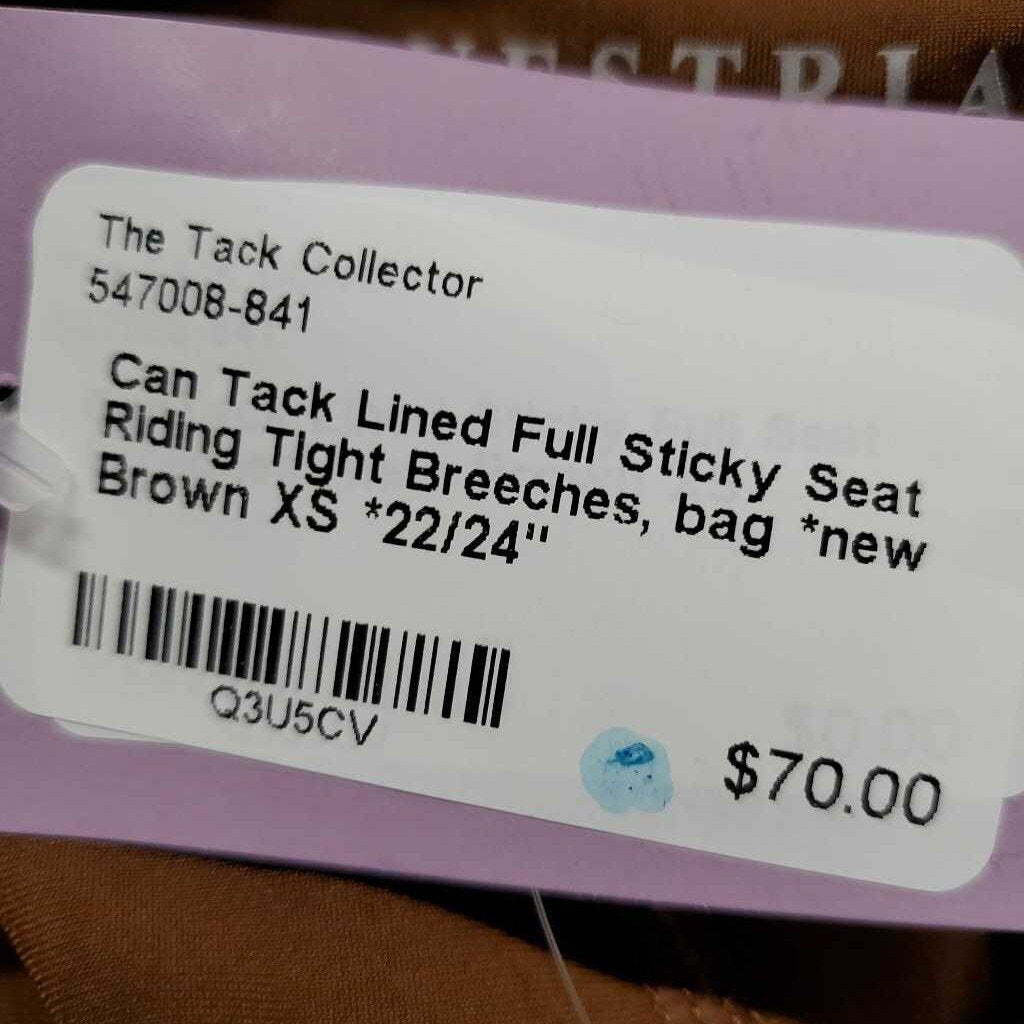 The Tack Collector
547008-841
Can Tack Lined Full Sticky Seat
Riding Tight Breeches, bag *new
Brown XS *22/24"
Q3U5CV
$70.00